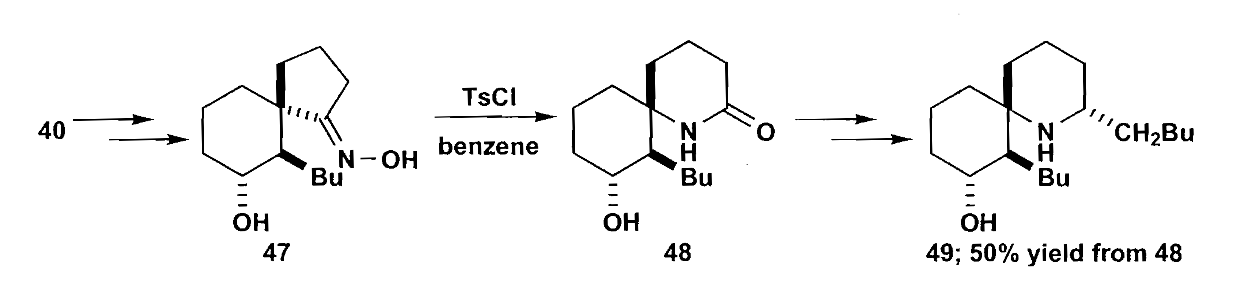 40
N-OH
Bu
OH
47
TsCl
benzene
N
H
O
Bu
OH
48
N
H
CH2Bu
Bu
OH
49; 50% yield from 48